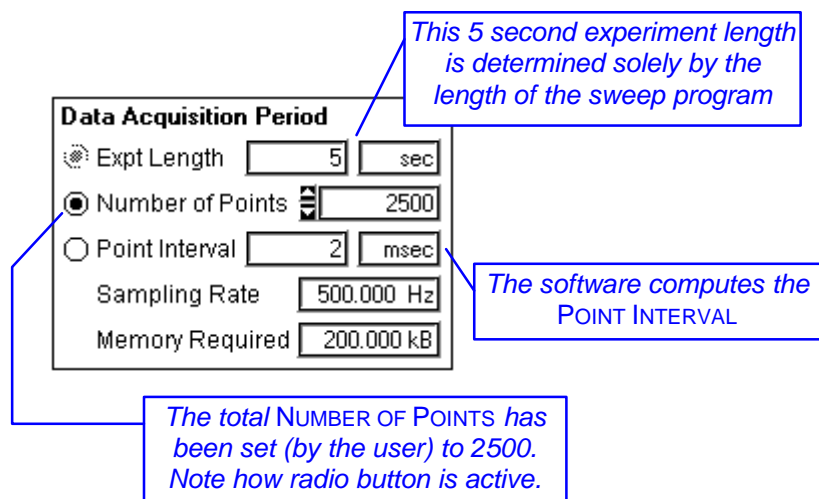 This 5 second experiment length
is determined solely by the
length of the sweep program
Data Acquisition Period
Expt Length 5 sec
Number of Points 2500
Point Interval 2 msec
Sampling Rate 500.000 Hz
Memory Required 200.000 kB
The software computes the
POINT INTERVAL
The total NUMBER OF POINTS has
been set (by the user) to 2500.
Note how radio button is active.